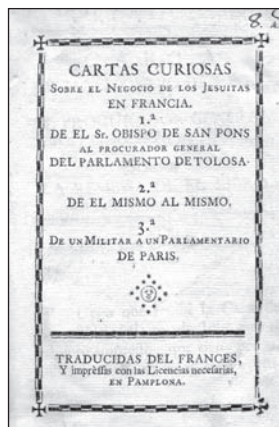 8.
CARTAS CURIOSAS
SOBRE EL NEGOCIO DE LOS JESUITAS
EN FRANCIA.
1.ª
DE EL Sr. OBISPO DE SAN PONS
AL PROCURADOR GENERAL
DEL PARLAMENTO DE TOLOSA.
2.ª
DE EL MISMO AL MISMO.
3.ª
DE UN MILITAR A UN PARLAMENTARIO
DE PARIS.
TRADUCIDAS DEL FRANCES,
Y impressas con las Licencias necesarias,
EN PAMPLONA.